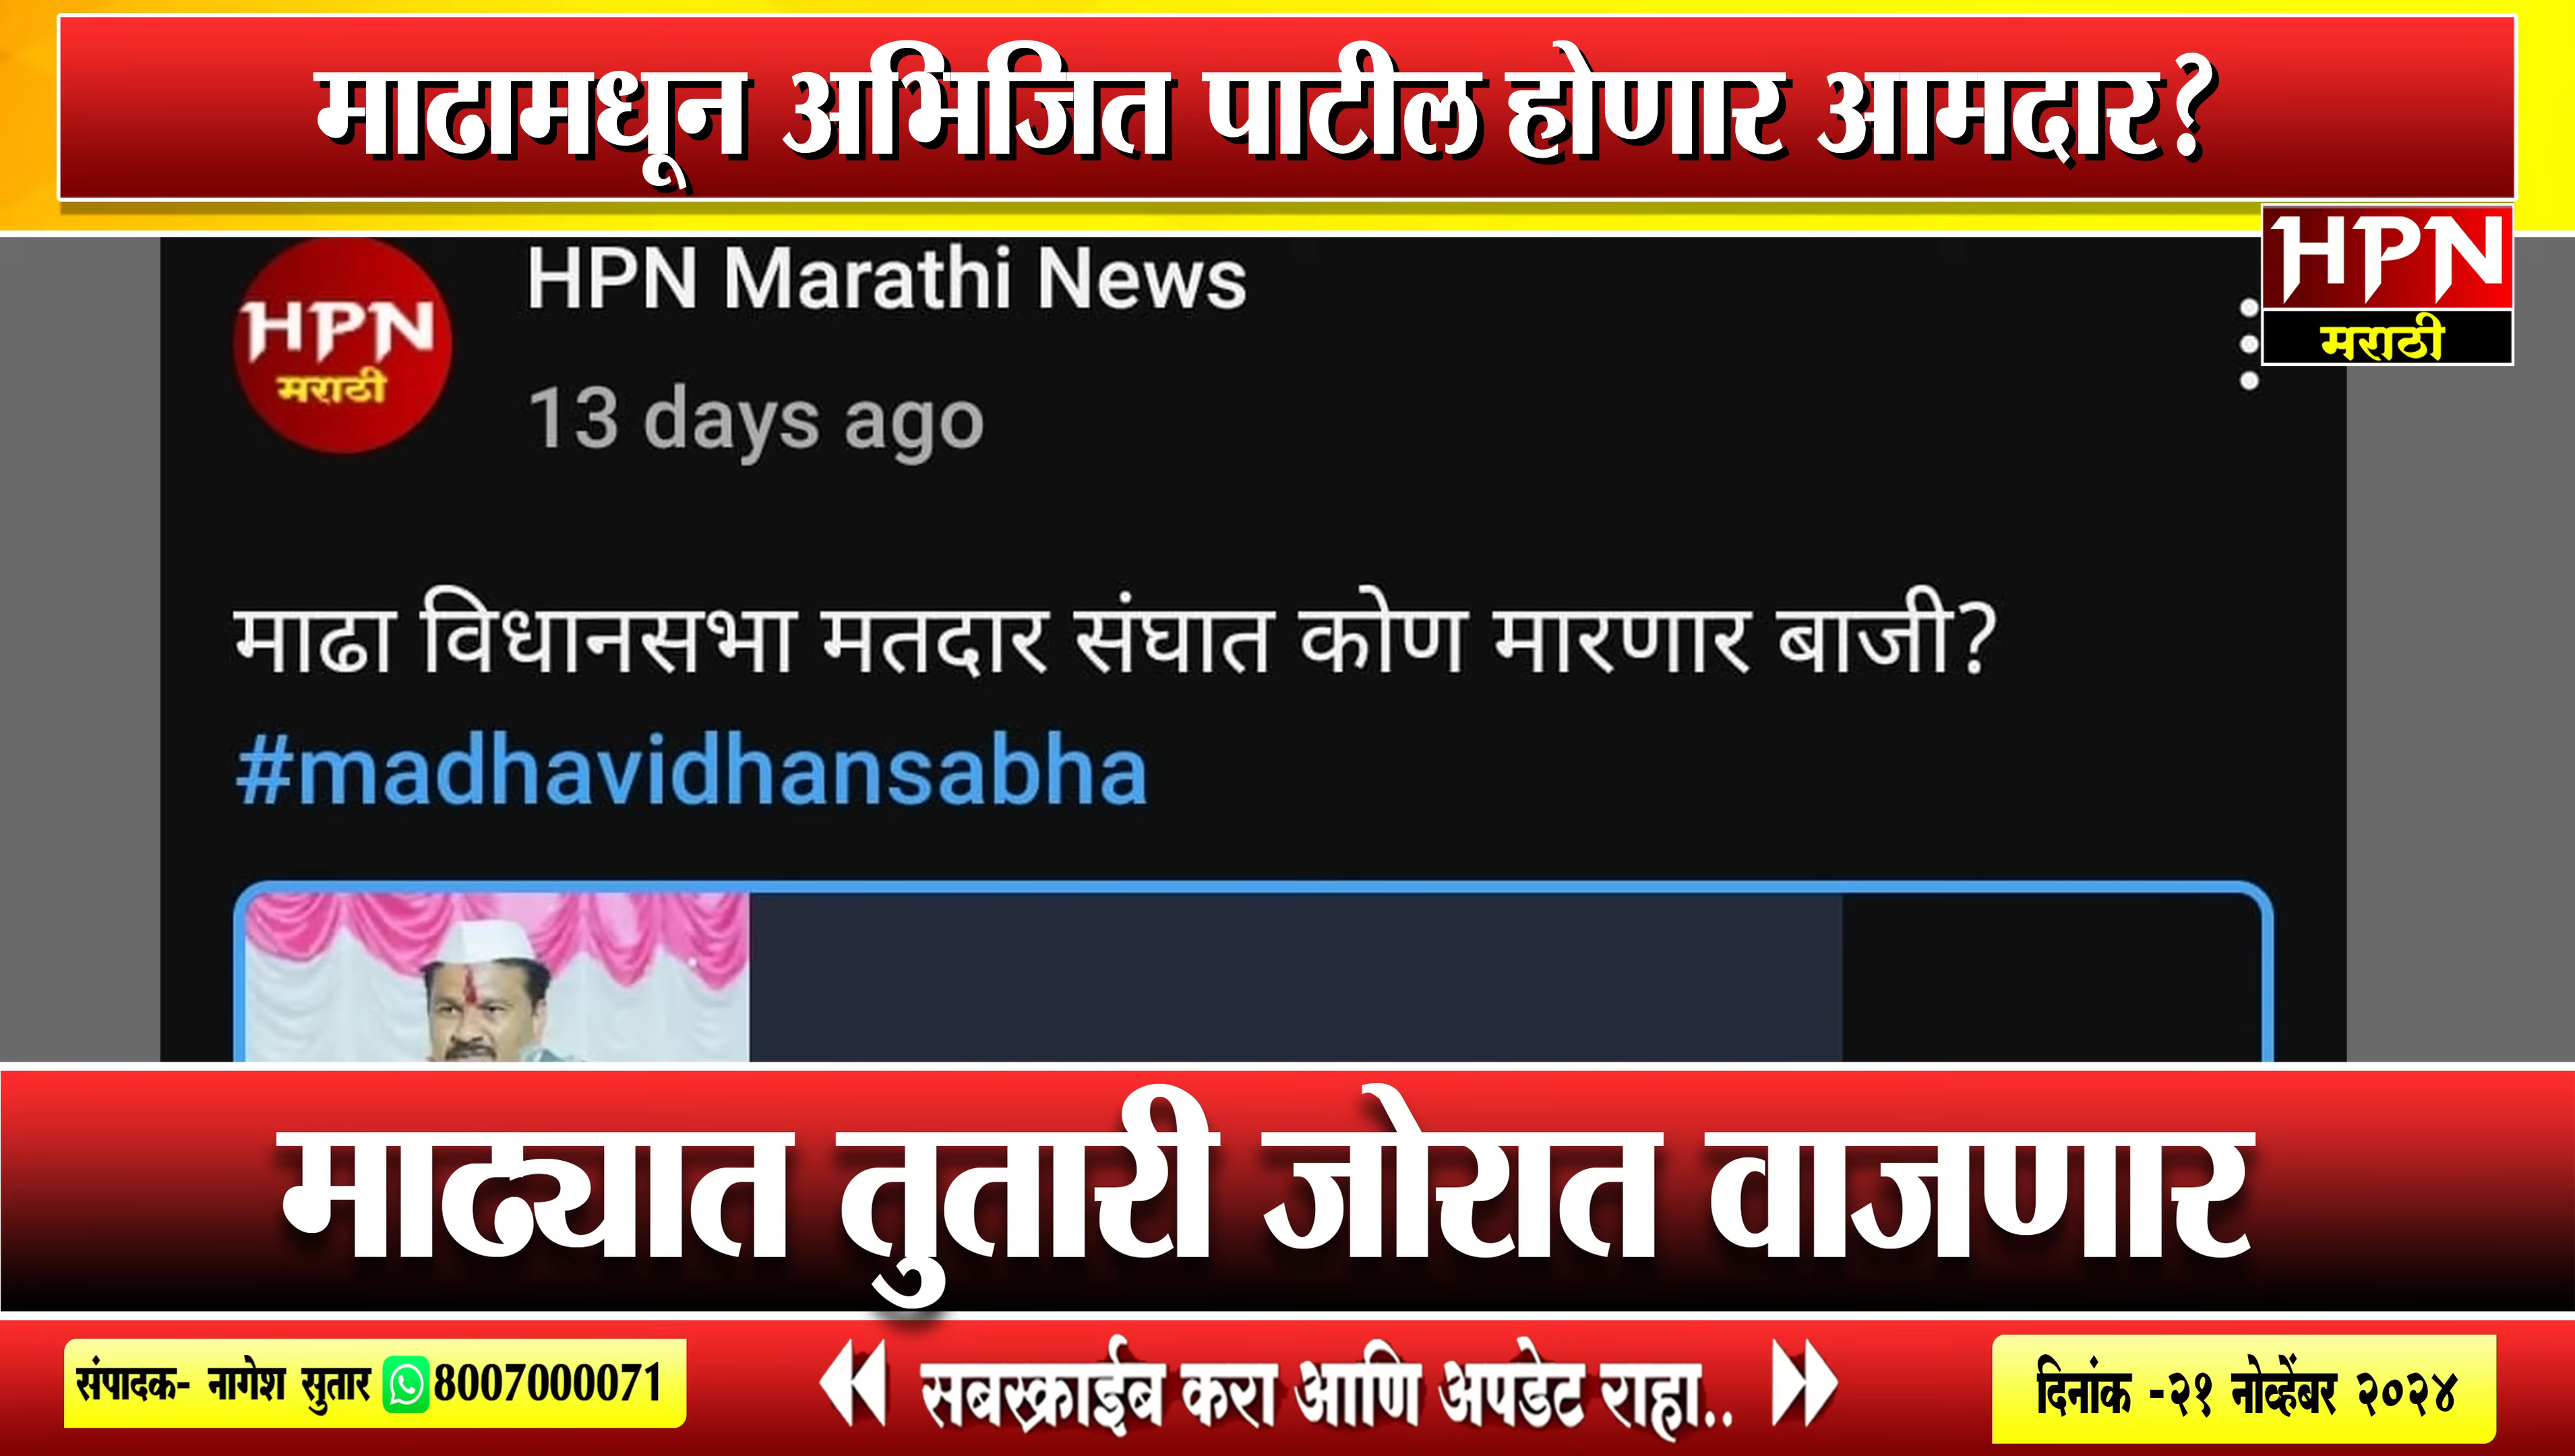 माढामधून अभिजित पाटील होणार आमदार?
HPN
मराठी
HPN Marathi News
HPN
मराठी
13 days ago
माढा विधानसभा मतदार संघात कोण मारणार बाजी?
#madhavidhansabha
माढ्यात तुतारी जोरात वाजणार
संपादक- नागेश सुतार 8007000071
सबस्क्राईब करा आणि अपडेट राहा..
दिनांक -२१ नोव्हेंबर २०२४